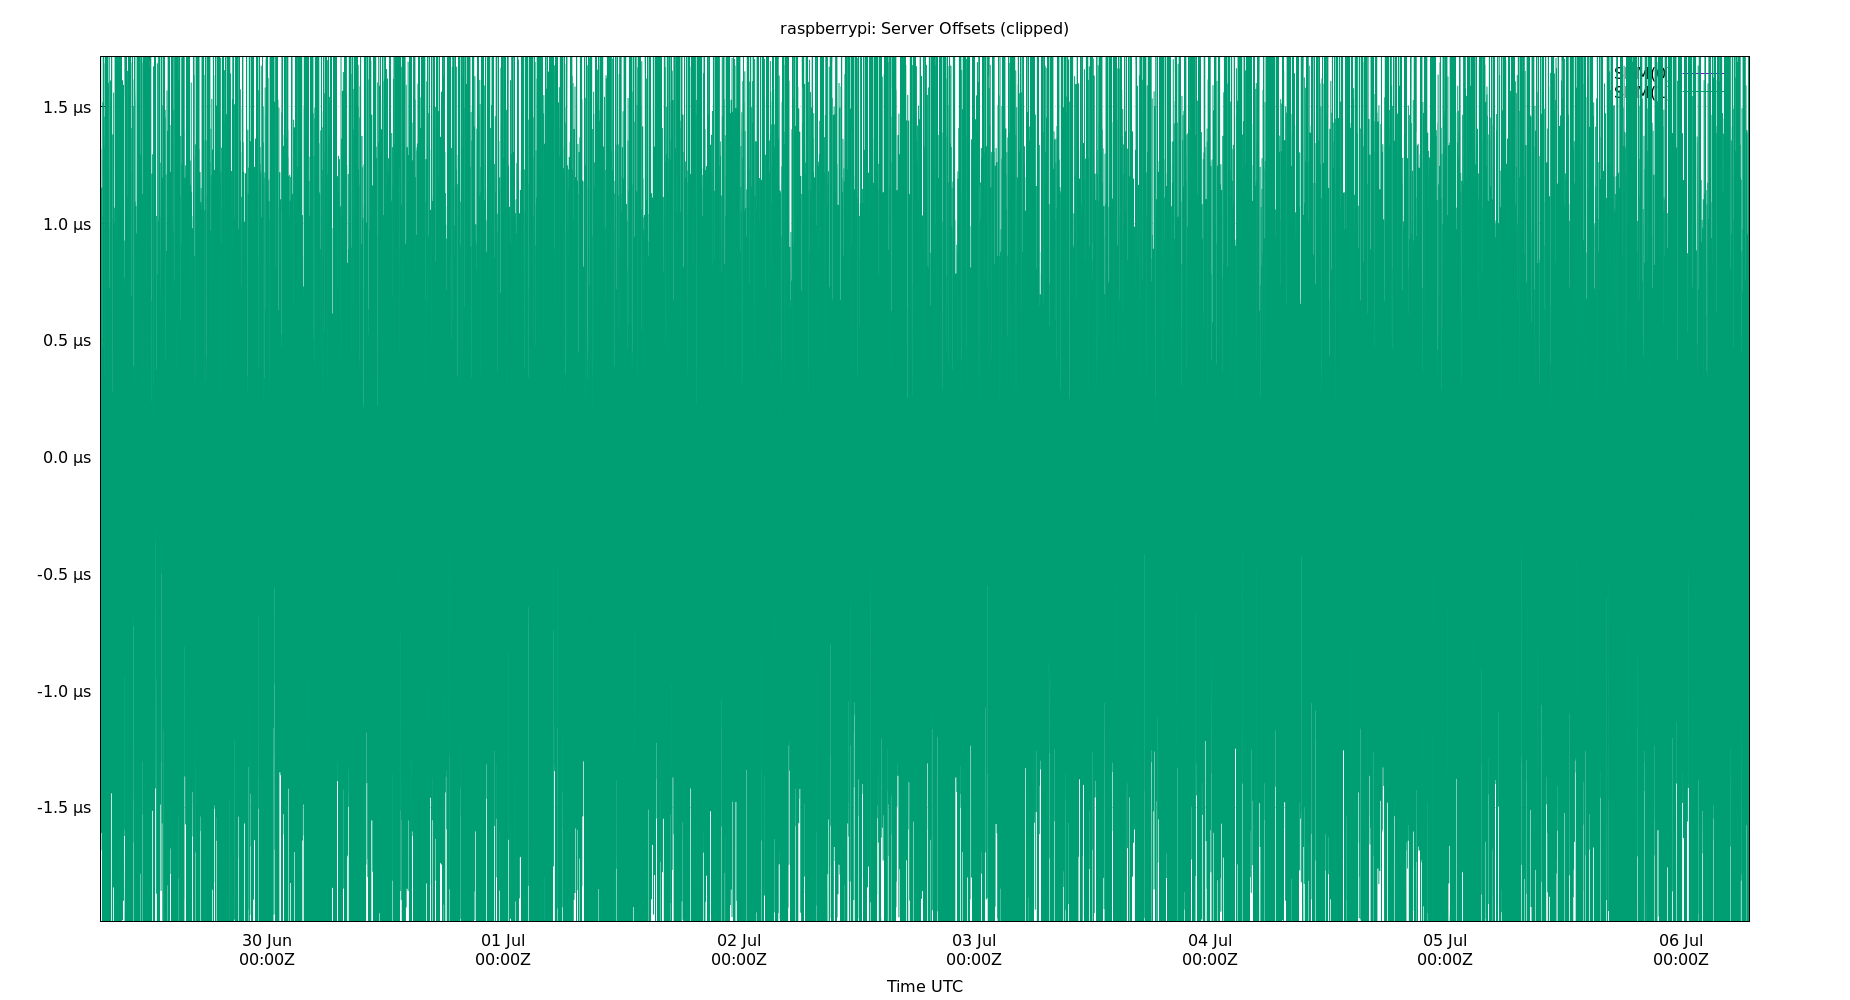 raspberrypi: Server Offsets (clipped)
1.5 µs
1.0 µs
0.5 µs
0.0 µs
-0.5 µs
-1.0 µs
-1.5 µs
30 Jun 01 Jul 02 Jul 03 Jul 04 Jul 05 Jul 06 Jul
00:00Z 00:00Z 00:00Z 00:00Z 00:00Z 00:00Z 00:00Z
Time UTC